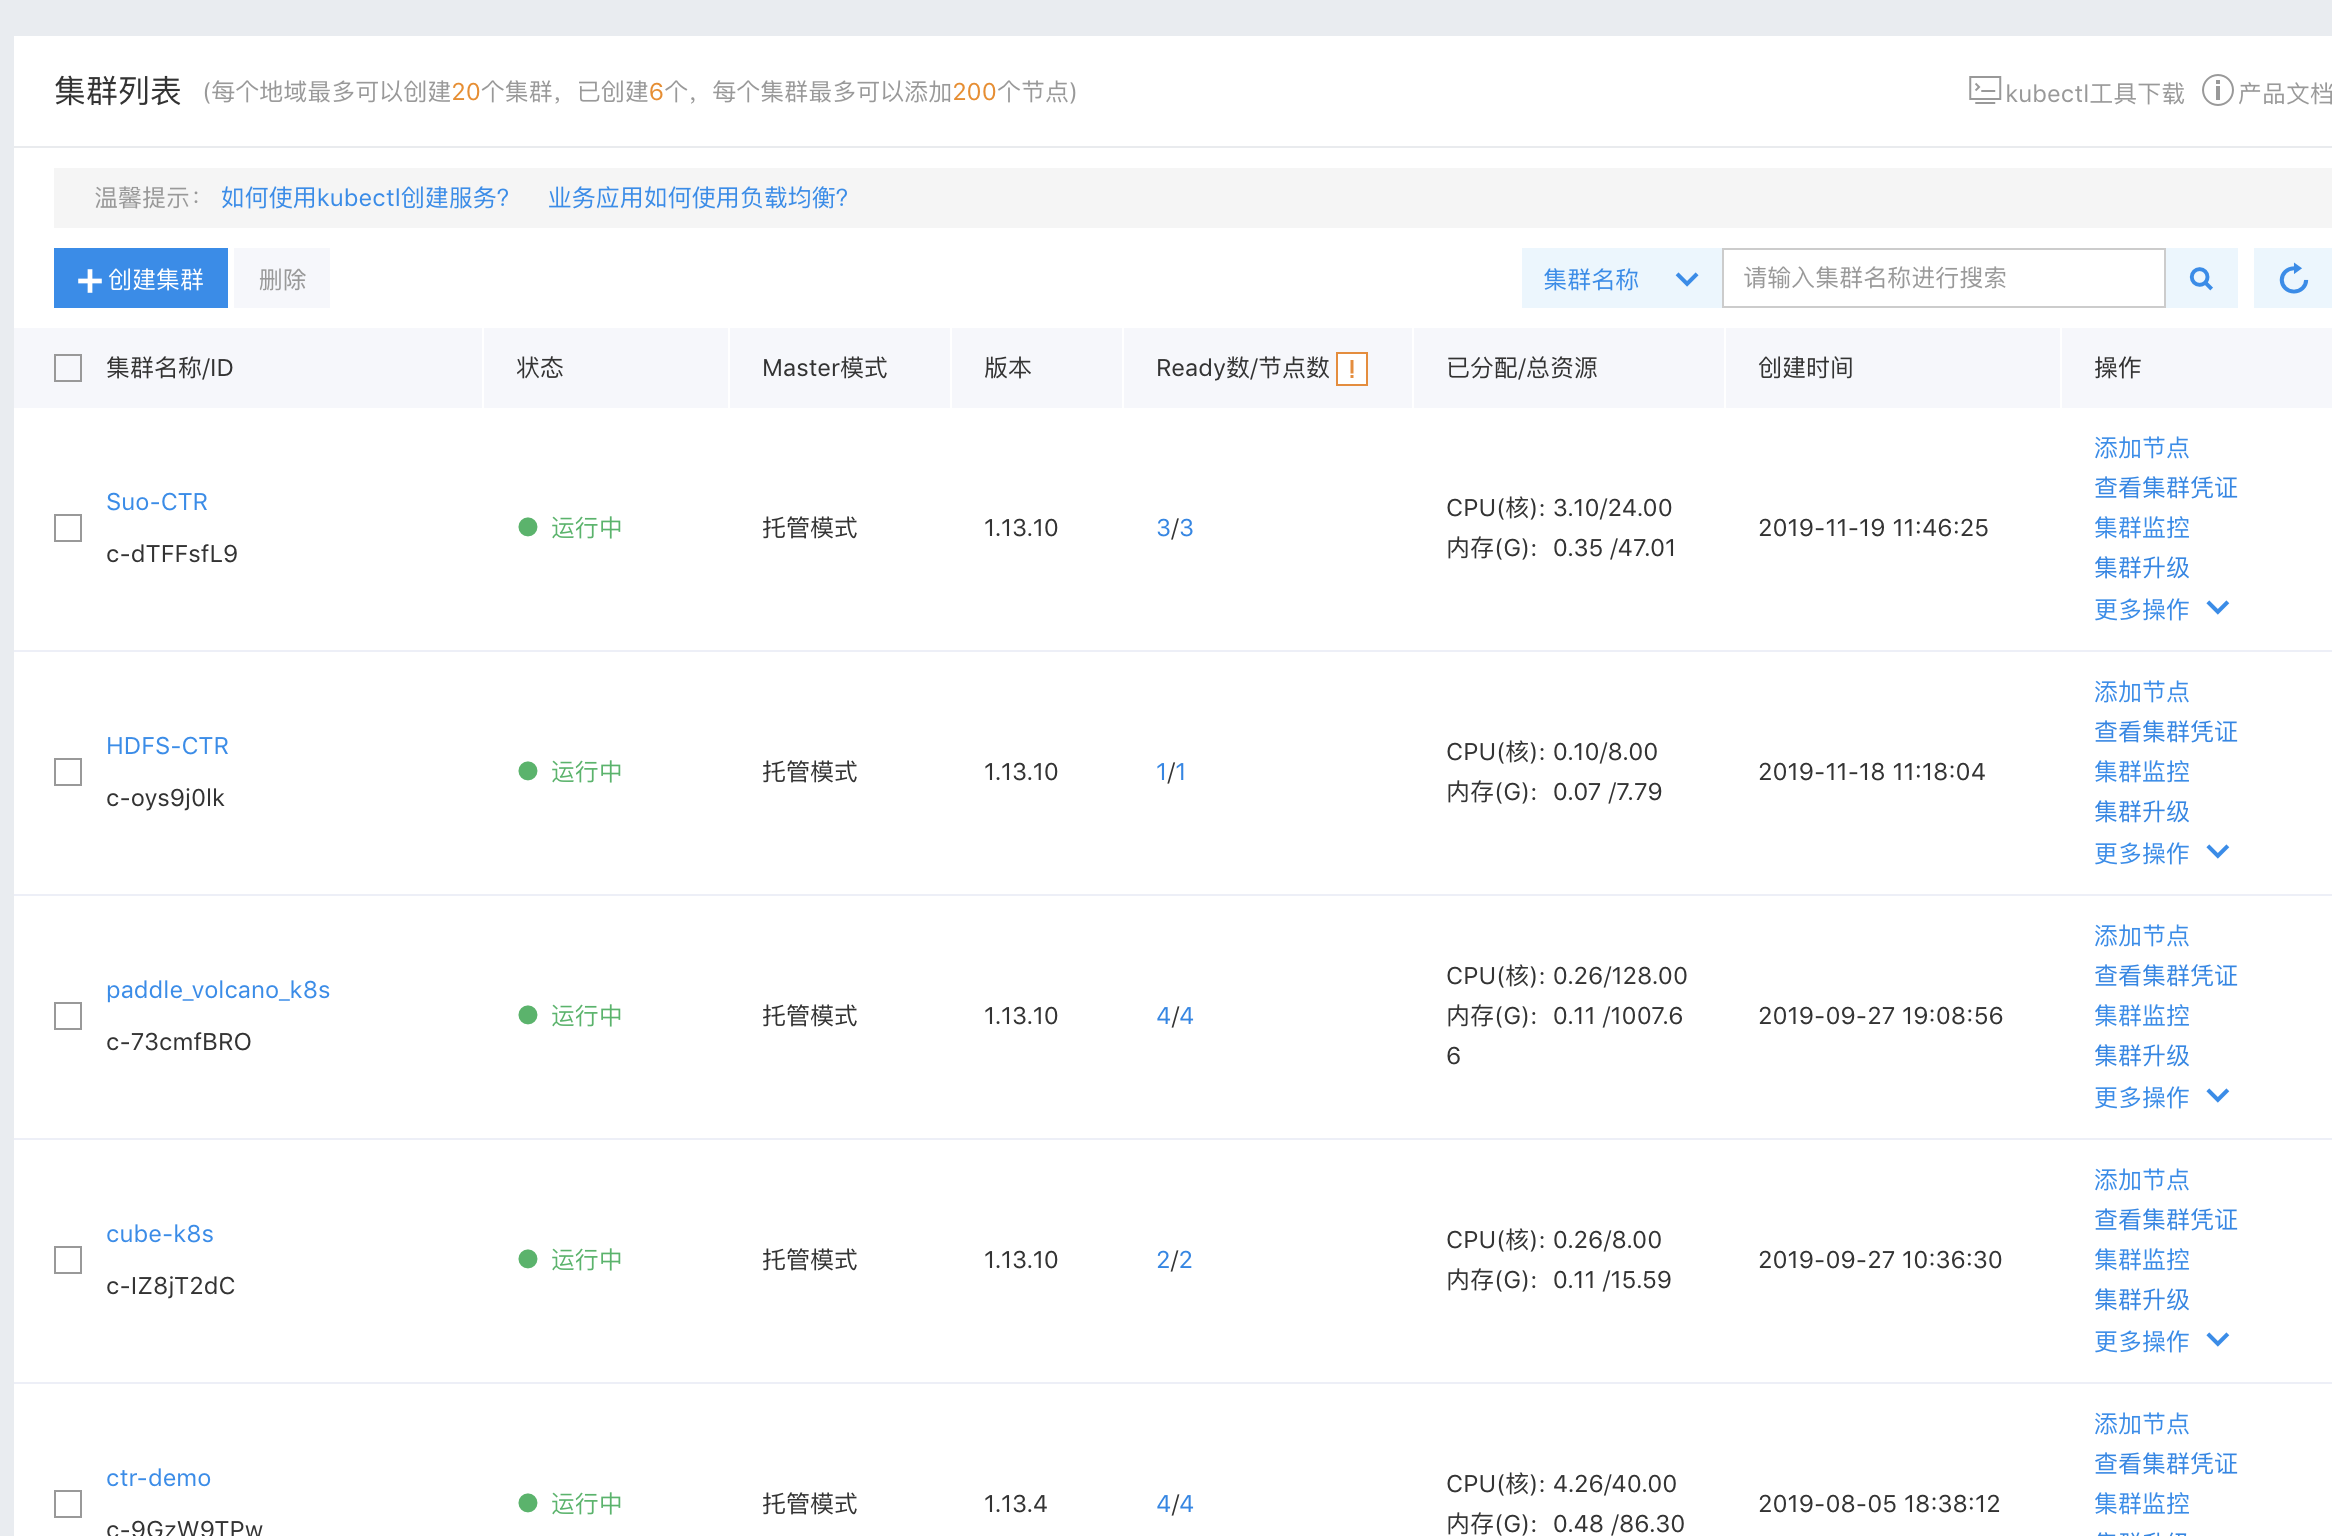 集群列表 (每个地域最多可以创建20个集群，已创建6个，每个集群最多可以添加200个节点) kubectl工具下载 产品文档
温馨提示： 如何使用kubectl创建服务? 业务应用如何使用负载均衡?
创建集群 删除 集群名称 请输入集群名称进行搜索
集群名称/ID 状态 Master模式 版本 Ready数/节点数 ! 已分配/总资源 创建时间 操作
Suo-CTR
c-dTFFsfL9
运行中 托管模式 1.13.10 3/3
CPU(核): 3.10/24.00
内存(G): 0.35 /47.01
2019-11-19 11:46:25
添加节点
查看集群凭证
集群监控
集群升级
更多操作
HDFS-CTR
c-oys9j0lk
运行中 托管模式 1.13.10 1/1
CPU(核): 0.10/8.00
内存(G): 0.07 /7.79
2019-11-18 11:18:04
添加节点
查看集群凭证
集群监控
集群升级
更多操作
paddle_volcano_k8s
c-73cmfBRO
运行中 托管模式 1.13.10 4/4
CPU(核): 0.26/128.00
内存(G): 0.11 /1007.6
6
2019-09-27 19:08:56
添加节点
查看集群凭证
集群监控
集群升级
更多操作
cube-k8s
c-IZ8jT2dC
运行中 托管模式 1.13.10 2/2
CPU(核): 0.26/8.00
内存(G): 0.11 /15.59
2019-09-27 10:36:30
添加节点
查看集群凭证
集群监控
集群升级
更多操作
ctr-demo
c-9GzW9TPw
运行中 托管模式 1.13.4 4/4
CPU(核): 4.26/40.00
内存(G): 0.48 /86.30
2019-08-05 18:38:12
添加节点
查看集群凭证
集群监控